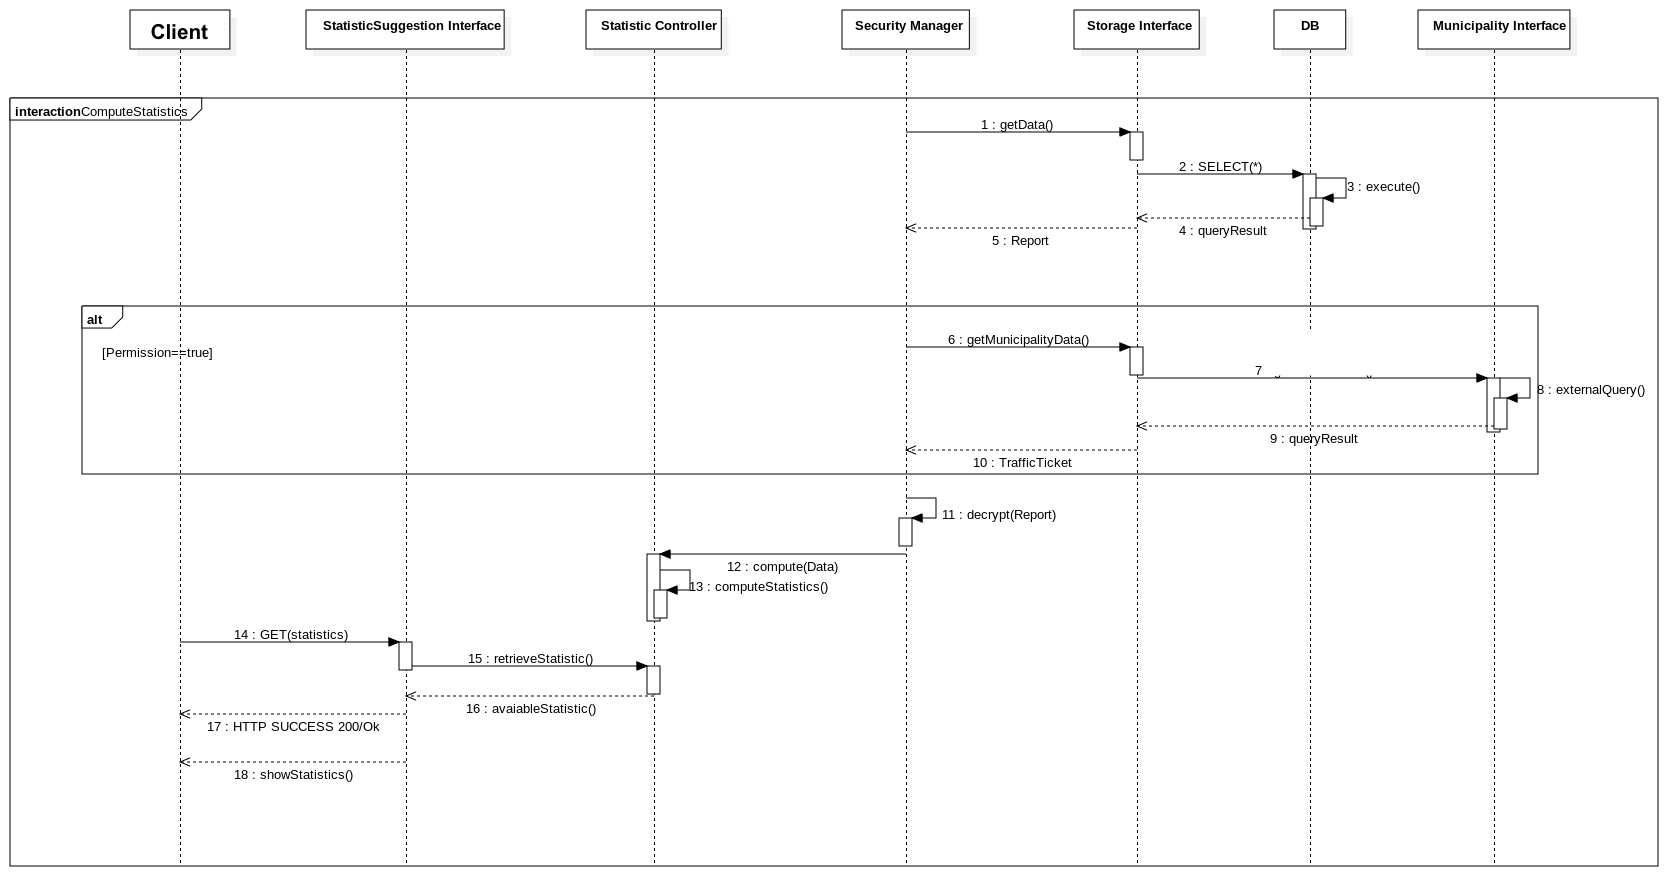 Client
StatisticSuggestion Interface
Statistic Controller
Security Manager
Storage Interface
DB
Municipality Interface
interactionComputeStatistics
1 : getData()
2 : SELECT(*)
3 : execute()
4 : queryResult
5 : Report
alt
[Permission==true]
6 : getMunicipalityData()
7
8 : externalQuery()
9 : queryResult
10 : TrafficTicket
11 : decrypt(Report)
12 : compute(Data)
13 : computeStatistics()
14 : GET(statistics)
15 : retrieveStatistic()
16 : avaiableStatistic()
17 : HTTP SUCCESS 200/Ok
18 : showStatistics()